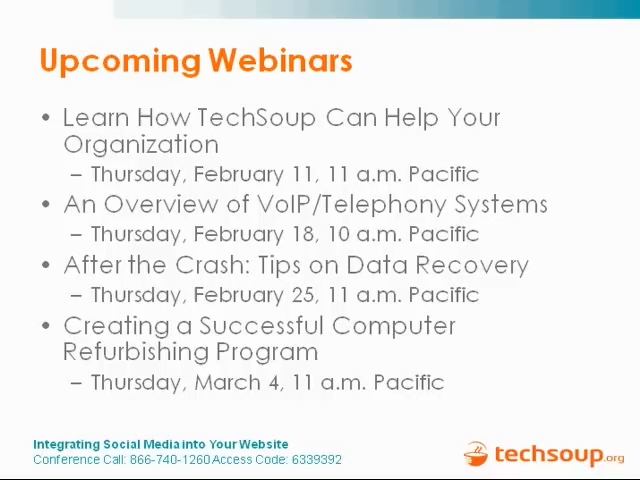 Upcoming Webinars
• Learn How TechSoup Can Help Your
Organization
– Thursday, February 11, 11 a.m. Pacific
• An Overview of VoIP/Telephony Systems
– Thursday, February 18, 10 a.m. Pacific
• After the Crash: Tips on Data Recovery
– Thursday, February 25, 11 a.m. Pacific
• Creating a Successful Computer
Refurbishing Program
– Thursday, March 4, 11 a.m. Pacific
Integrating Social Media into Your Website
Conference Call: 866-740-1260 Access Code: 6339392
techsoup.org